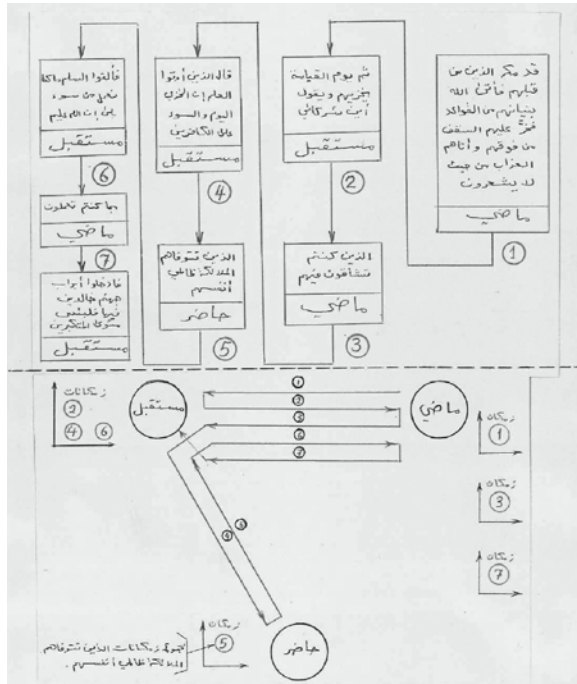 قد مكر الذين من
قبلهم فأتى الله
بنيانهم من القواعد
فخرّ عليهم السقف
من فوقهم وأتاهم
العذاب من حيث
لا يشعرون
ماضي
1
ثم يوم القيامة
يخزيهم ويقول
أين شركائي
مستقبل
2
الذين كنتم
تشاقون فيهم
ماضي
3
قال الذين أوتوا
العلم إن الخزي
اليوم والسوء
على الكافرين
مستقبل
4
الذين تتوفاهم
الملائكة ظالمي
أنفسهم
حاضر
5
فألقوا السلم ما كنا
نعمل من سوء
بلى إن الله عليم
مستقبل
6
بما كنتم تعملون
ماضي
7
فادخلوا أبواب
جهنم خالدين
فيها فلبئس
مثوى المتكبرين
مستقبل
ماضي
مستقبل
حاضر
1
2
3
6
7
زمكانات
2
4 6
زمكان
1
زمكان
3
زمكان
7
زمكان
5
زمكانات الذين تتوفاهم
الملائكة ظالمي أنفسهم.